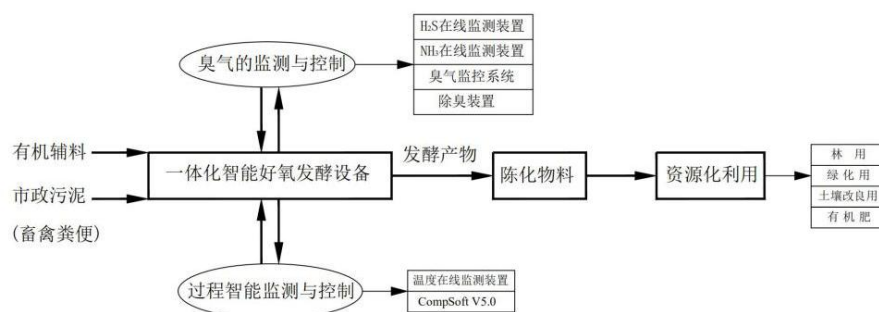 H₂S在线监测装置
NH₃在线监测装置
臭气监控系统
除臭装置
臭气的监测与控制
有机辅料
市政污泥
(畜禽粪便)
一体化智能好氧发酵设备
发酵产物
陈化物料
资源化利用
林 用
绿 化 用
土壤改良用
有 机 肥
过程智能监测与控制
温度在线监测装置
CompSoft V5.0